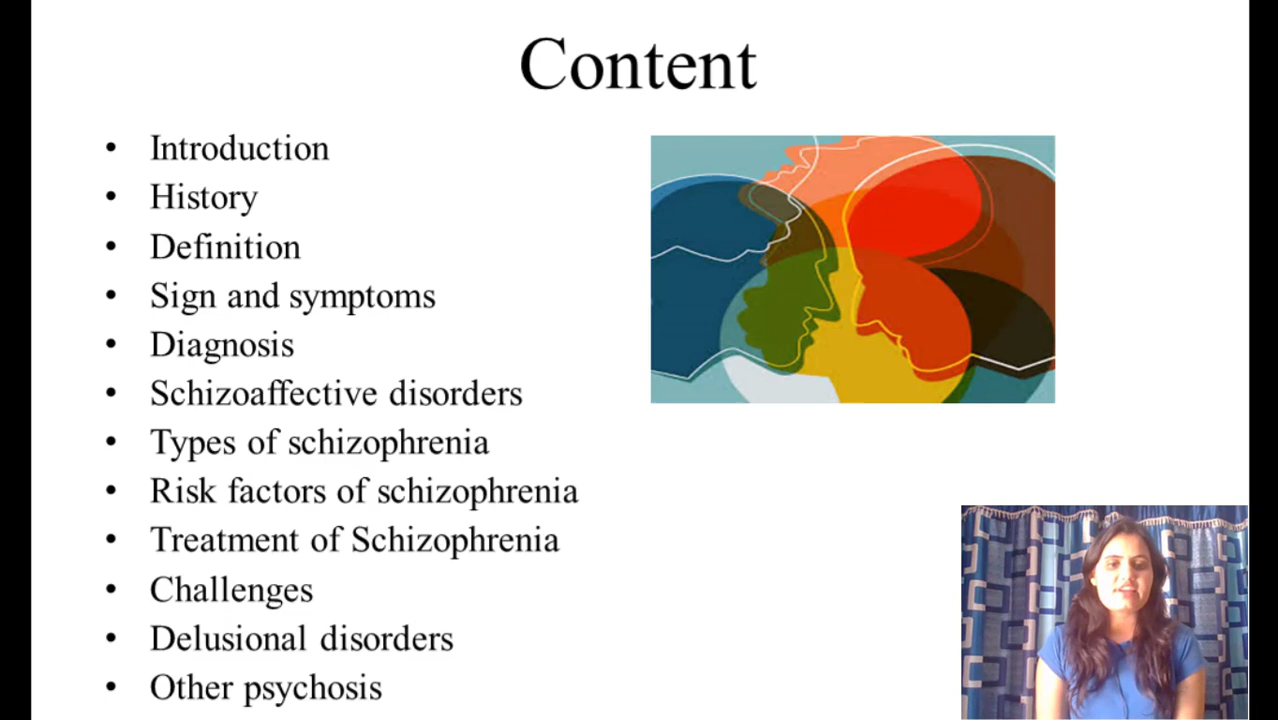 Content
• Introduction
• History
• Definition
• Sign and symptoms
• Diagnosis
• Schizoaffective disorders
• Types of schizophrenia
• Risk factors of schizophrenia
• Treatment of Schizophrenia
• Challenges
• Delusional disorders
• Other psychosis